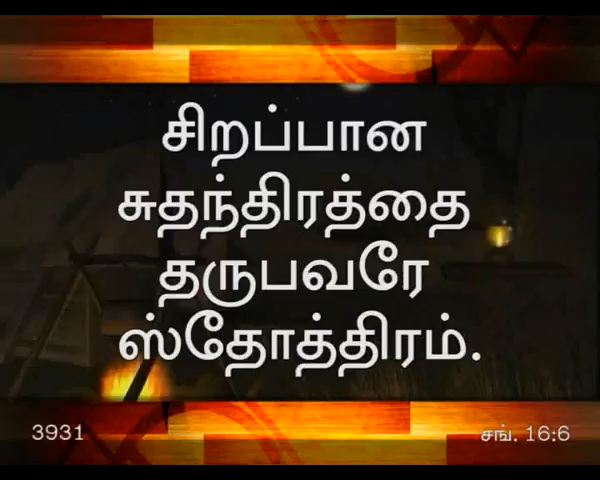 சிறப்பான
சுதந்திரத்தை
தருபவரே
ஸ்தோத்திரம்.
3931
சங். 16:6